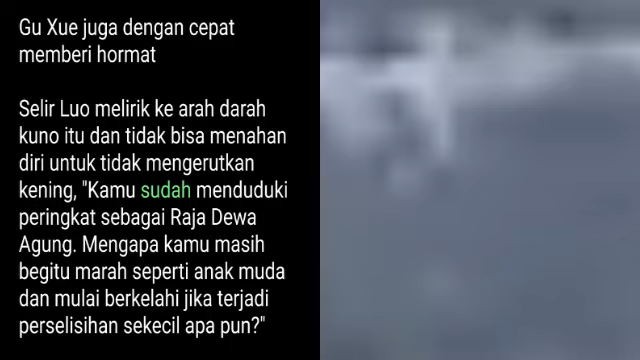 Gu Xue juga dengan cepat
memberi hormat
Selir Luo melirik ke arah darah
kuno itu dan tidak bisa menahan
diri untuk tidak mengerutkan
kening, "Kamu sudah menduduki
peringkat sebagai Raja Dewa
Agung. Mengapa kamu masih
begitu marah seperti anak muda
dan mulai berkelahi jika terjadi
perselisihan sekecil apa pun?"